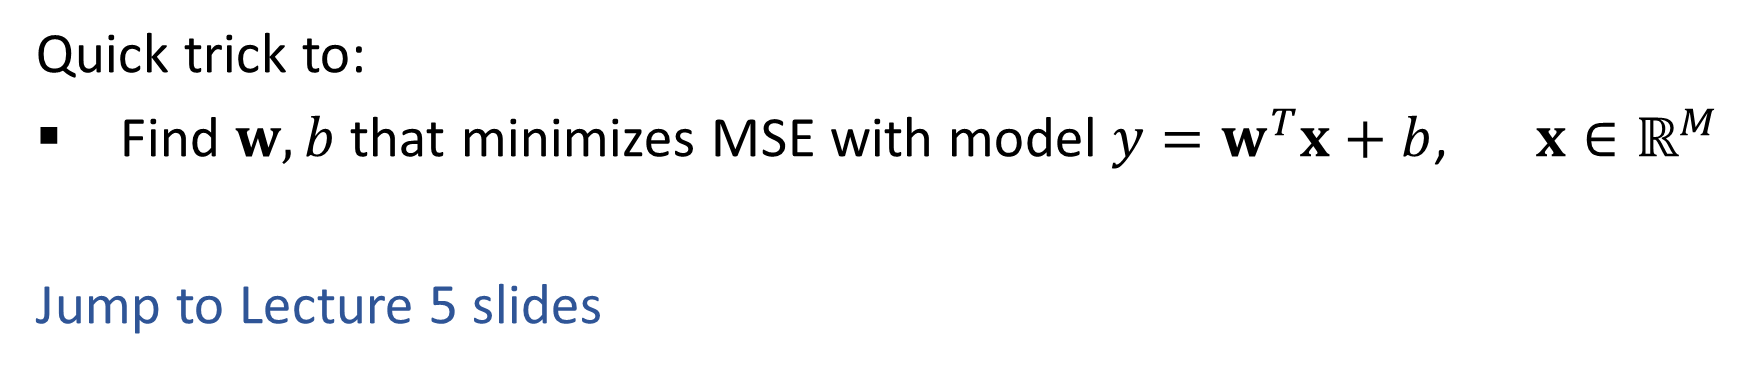 Quick trick to:
▪ Find 𝐰, 𝑏 that minimizes MSE with model 𝑦 = 𝐰ᵀ𝐱 + 𝑏, 𝐱 ∈ ℝᴹ
Jump to Lecture 5 slides